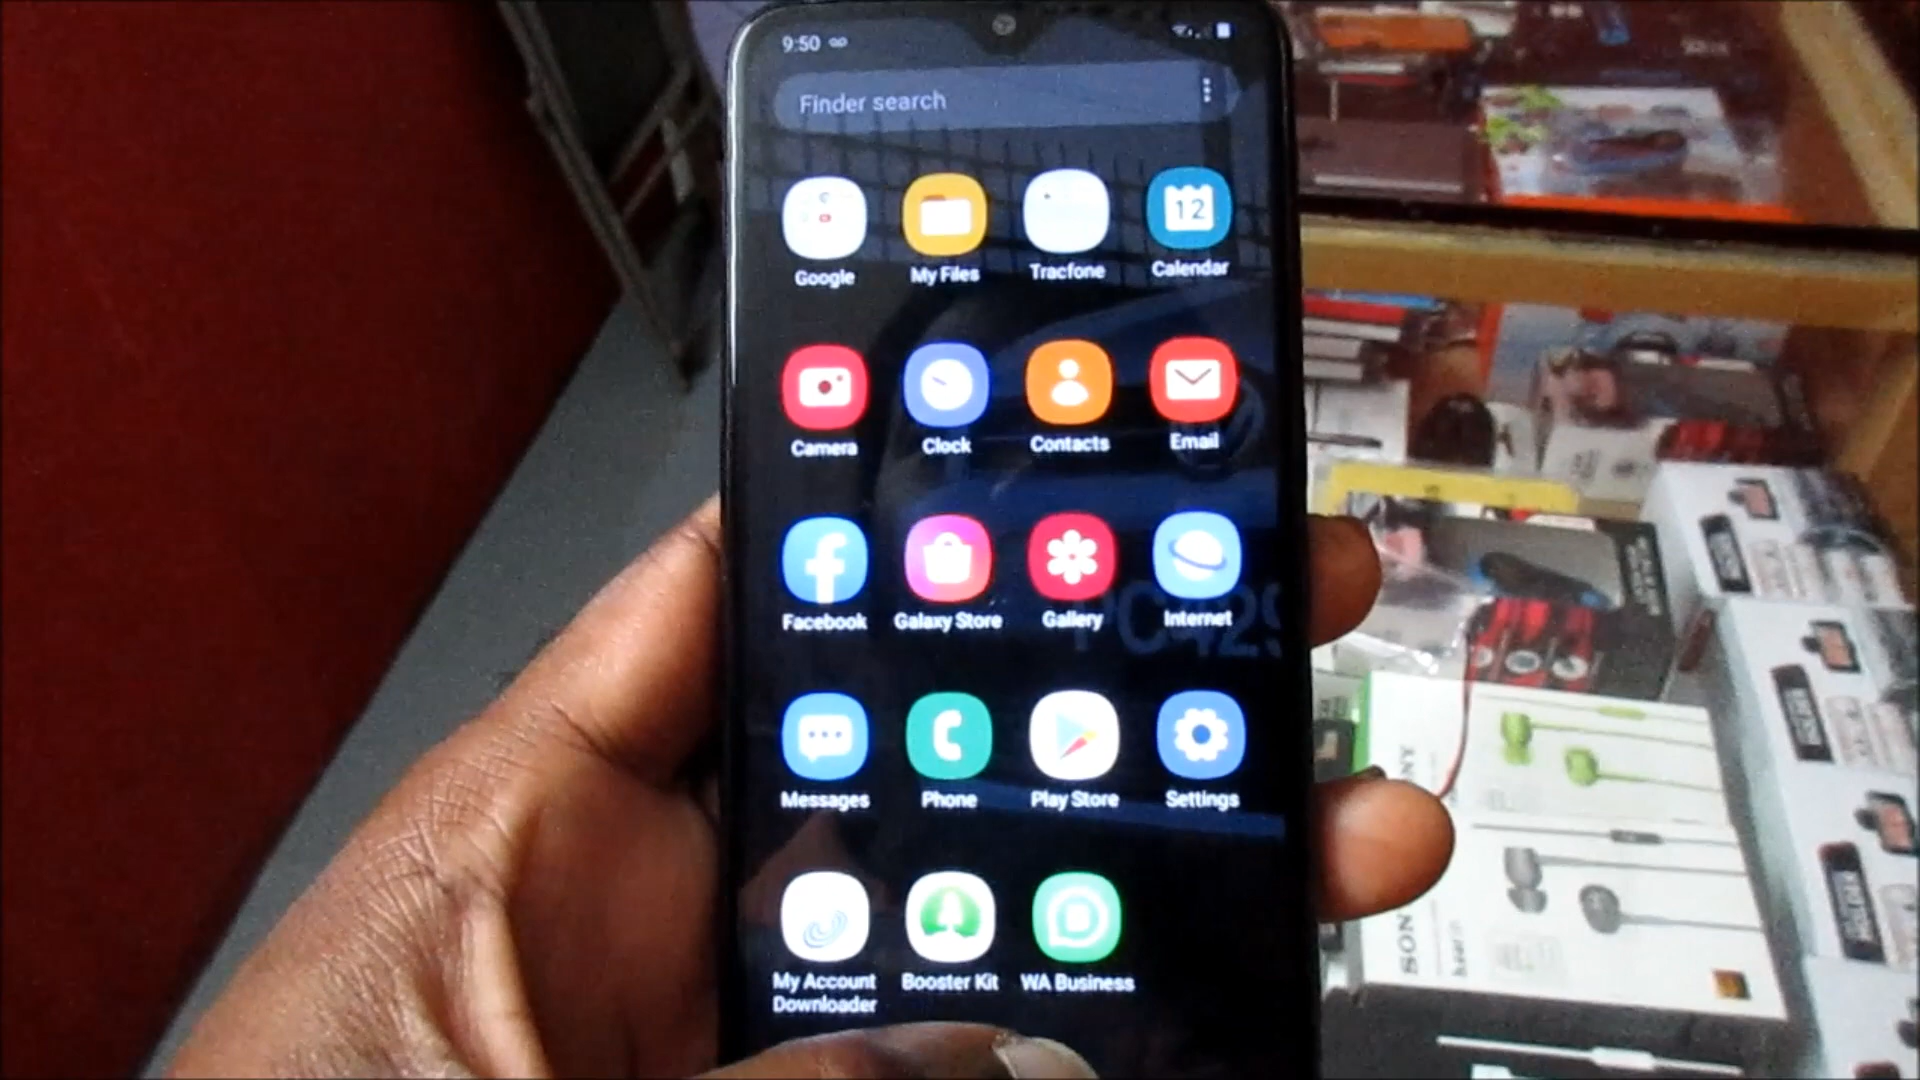 9:50
Finder search
12
Google
My Files
Tracfone
Calendar
Camera
Clock
Contacts
Email
Facebook
Galaxy Store
Gallery
Internet
Messages
Phone
Play Store
Settings
My Account
Downloader
Booster Kit
WA Business
SONY